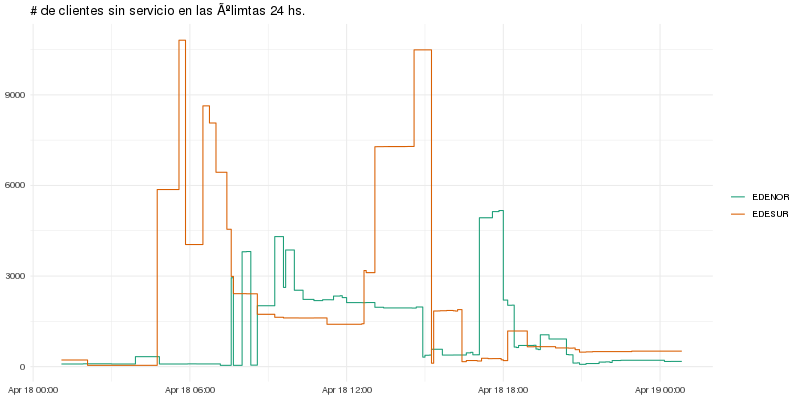 # de clientes sin servicio en las Ãºlimtas 24 hs.
9000
6000
3000
0
Apr 18 00:00
Apr 18 06:00
Apr 18 12:00
Apr 18 18:00
Apr 19 00:00
EDENOR
EDESUR